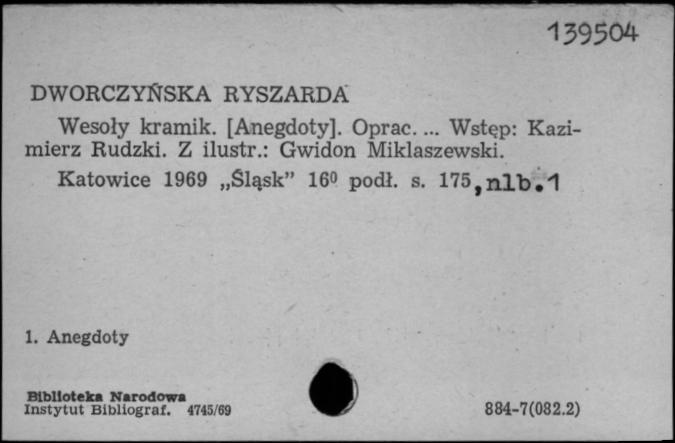 139504
DWORCZYŃSKA RYSZARDA
Wesoły kramik. [Anegdoty]. Oprac. ... Wstęp: Kazi-
mierz Rudzki. Z ilustr.: Gwidon Miklaszewski.
Katowice 1969 „Śląsk” 16⁰ podł. s. 175, nlb.1
1. Anegdoty
Biblioteka Narodowa
Instytut Bibliograf. 4745/69 884-7(082.2)